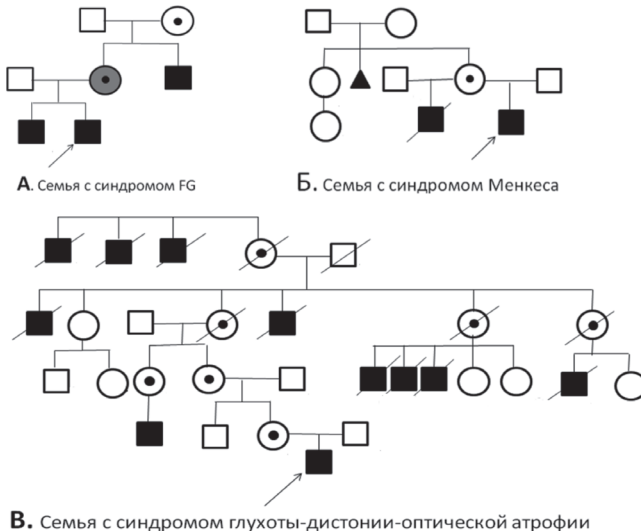 А. Семья с синдромом FG
Б. Семья с синдромом Менкеса
В. Семья с синдромом глухоты-дистонии-оптической атрофии